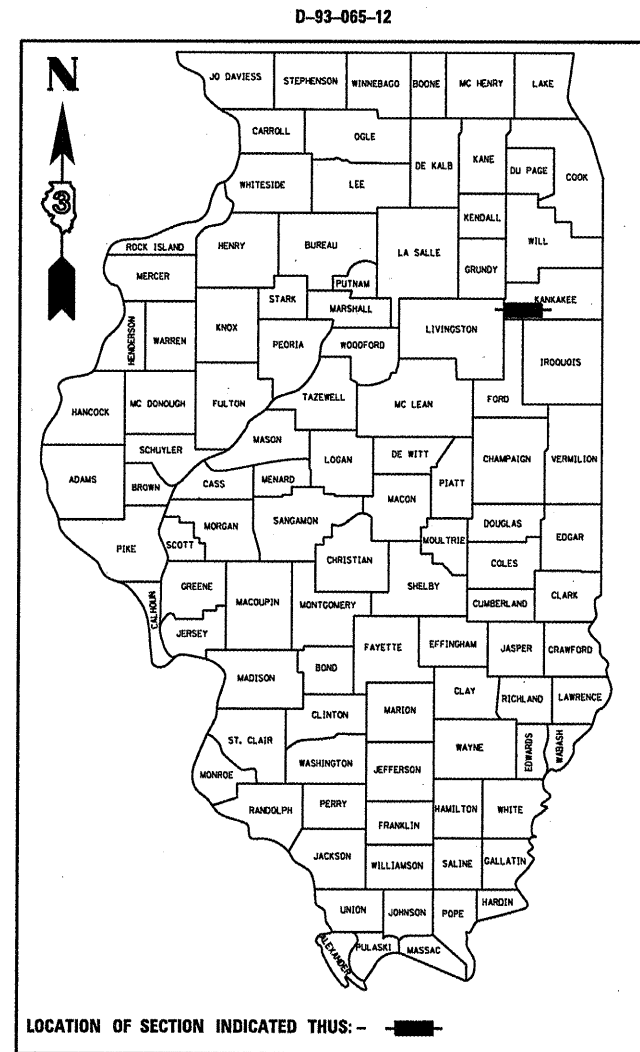 D-93-065-12
N
3
JO DAVIESS
STEPHENSON
WINNEBAGO
BOONE
MC HENRY
LAKE
CARROLL
OGLE
DE KALB
KANE
DU PAGE
COOK
WHITESIDE
LEE
KENDALL
WILL
ROCK ISLAND
HENRY
BUREAU
LA SALLE
GRUNDY
MERCER
PUTNAM
KANKAKEE
STARK
MARSHALL
LIVINGSTON
HENDERSON
WARREN
KNOX
PEORIA
WOODFORD
IROQUOIS
HANCOCK
MC DONOUGH
FULTON
TAZEWELL
MC LEAN
FORD
SCHUYLER
MASON
LOGAN
DE WITT
CHAMPAIGN
VERMILION
ADAMS
BROWN
CASS
MENARD
PIATT
MACON
MORGAN
SANGAMON
DOUGLAS
EDGAR
PIKE
SCOTT
CHRISTIAN
MOULTRIE
COLES
SHELBY
CALHOUN
GREENE
MACOUPIN
MONTGOMERY
CUMBERLAND
CLARK
JERSEY
FAYETTE
EFFINGHAM
JASPER
CRAWFORD
BOND
MADISON
CLAY
RICHLAND
LAWRENCE
CLINTON
MARION
ST. CLAIR
WAYNE
EDWARDS
WABASH
WASHINGTON
JEFFERSON
MONROE
RANDOLPH
PERRY
HAMILTON
WHITE
FRANKLIN
JACKSON
WILLIAMSON
SALINE
GALLATIN
UNION
JOHNSON
POPE
HARDIN
ALEXANDER
PULASKI
MASSAC
LOCATION OF SECTION INDICATED THUS: -